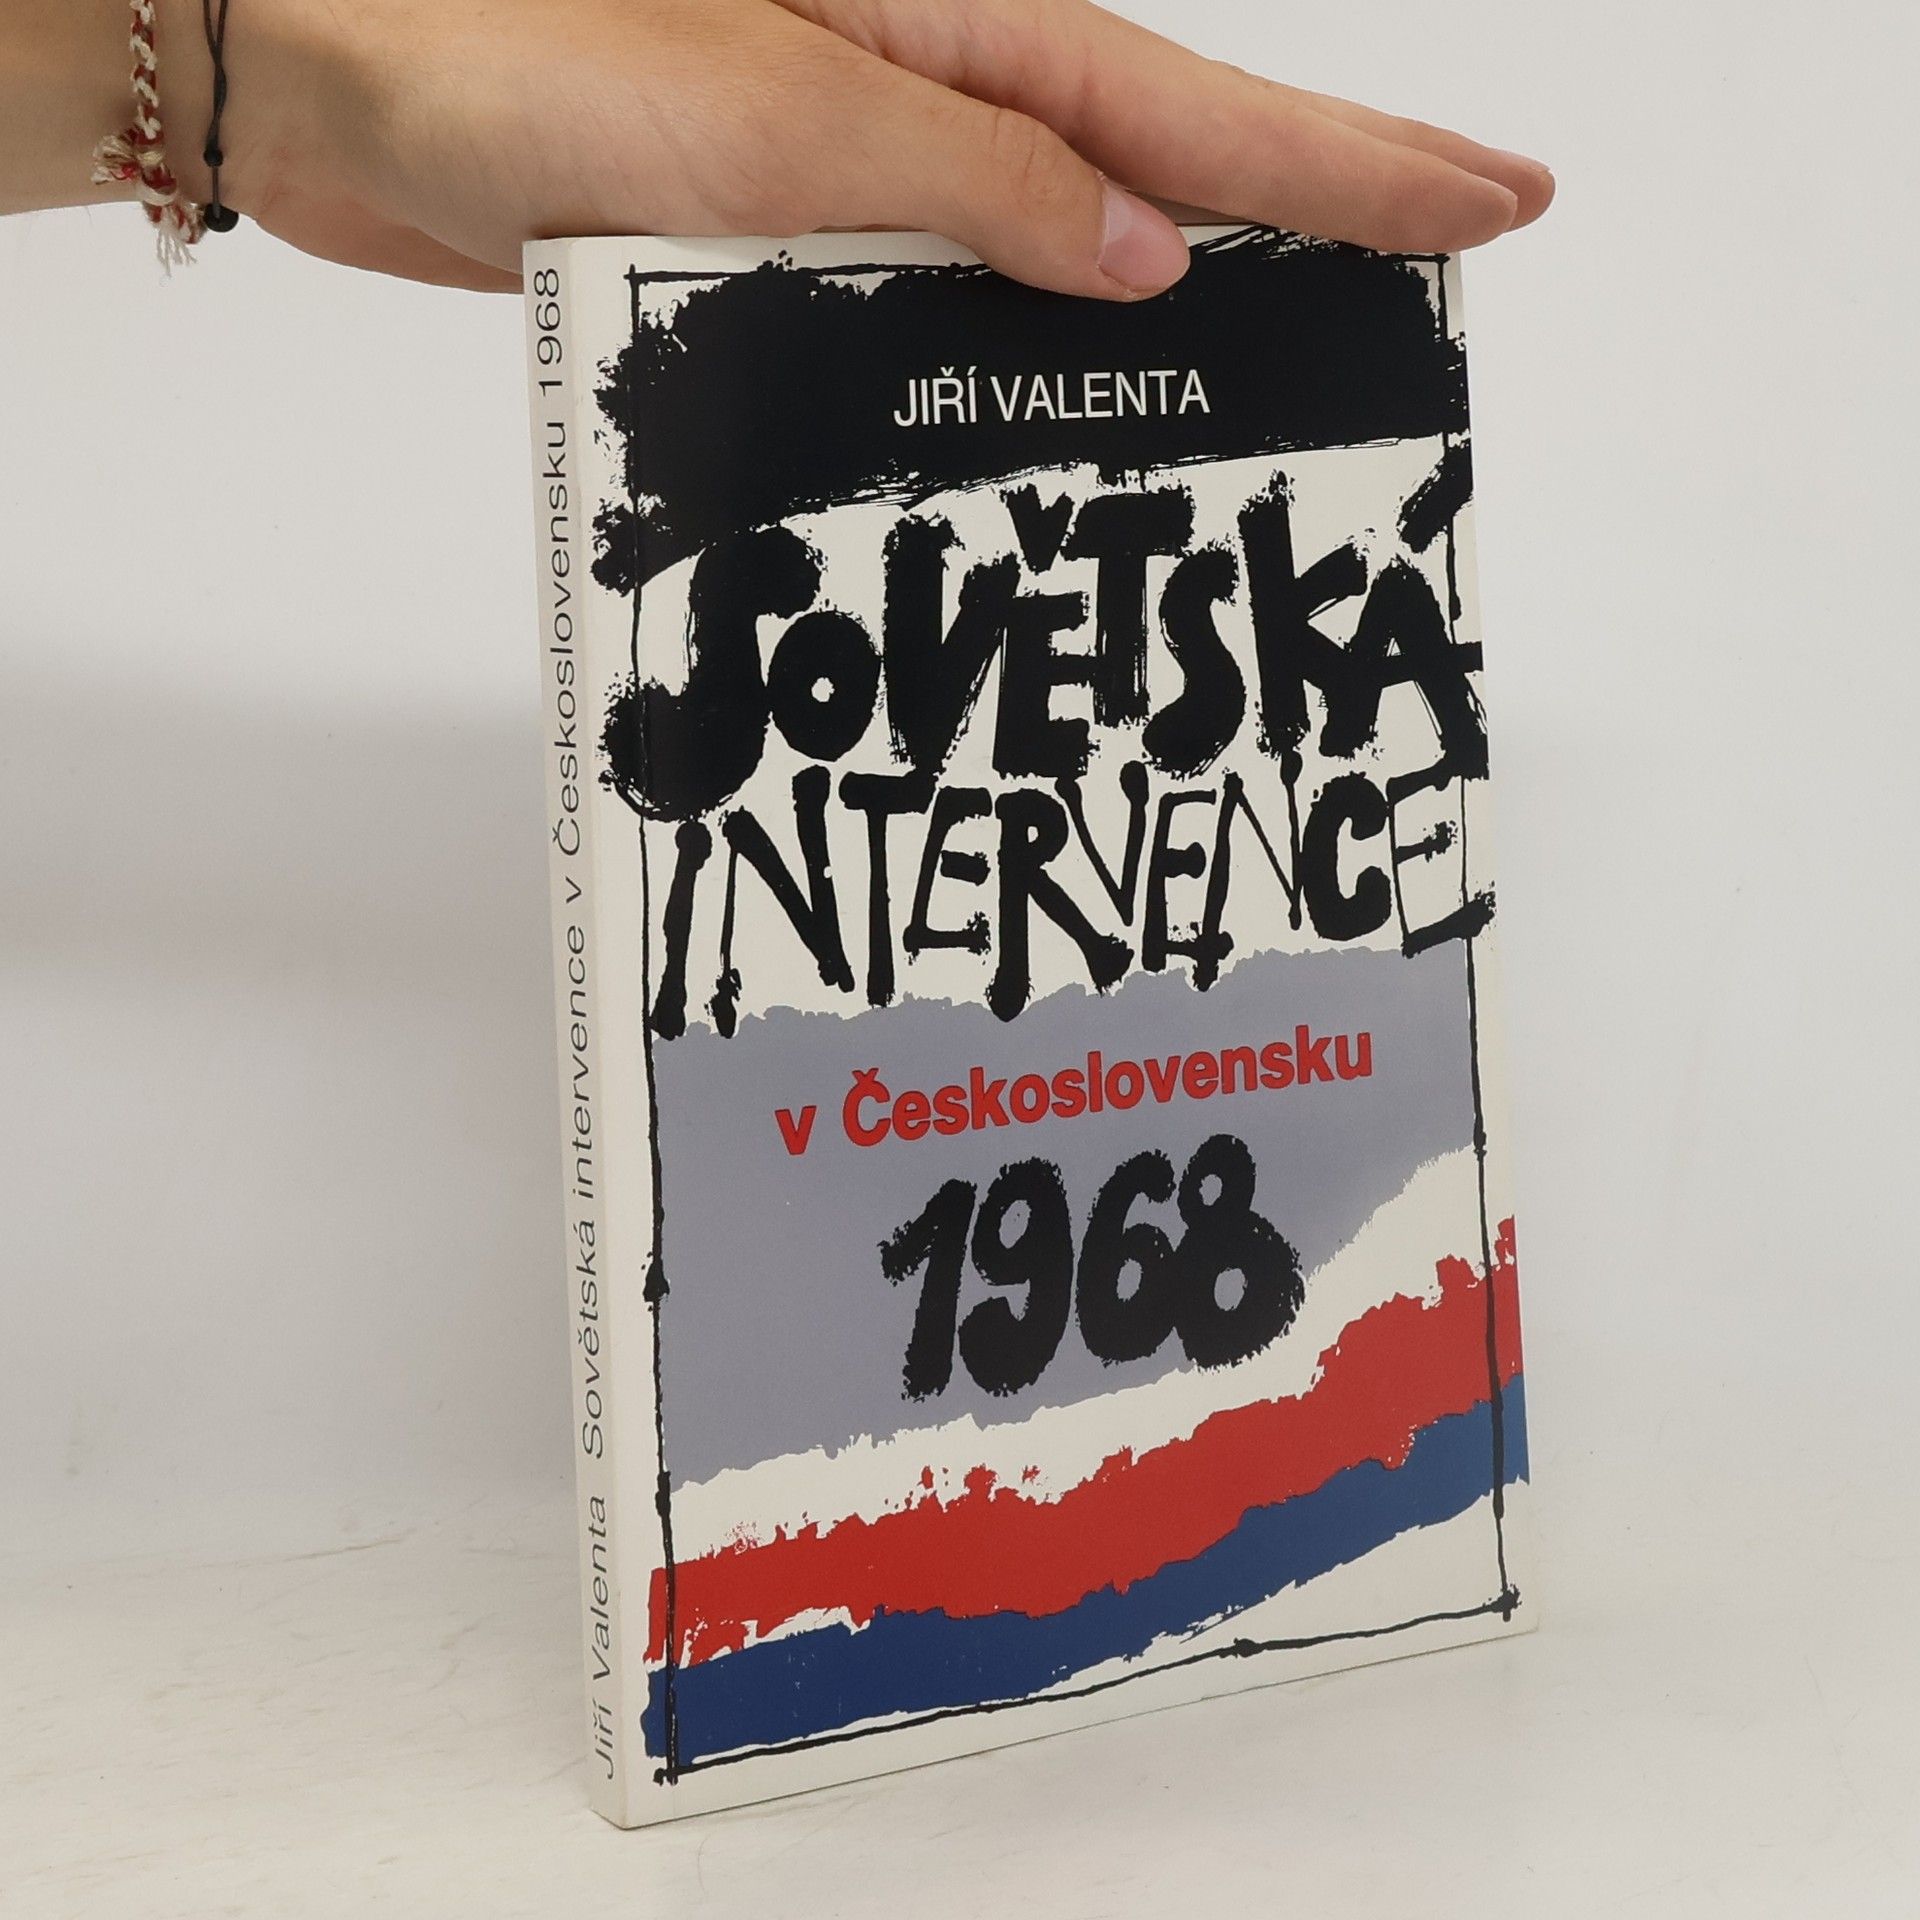 JIŘÍ VALENTA
SOVĚTSKÁ
INTERVENCE
v Československu
1968
Jiří Valenta Sovětská intervence v Československu 1968